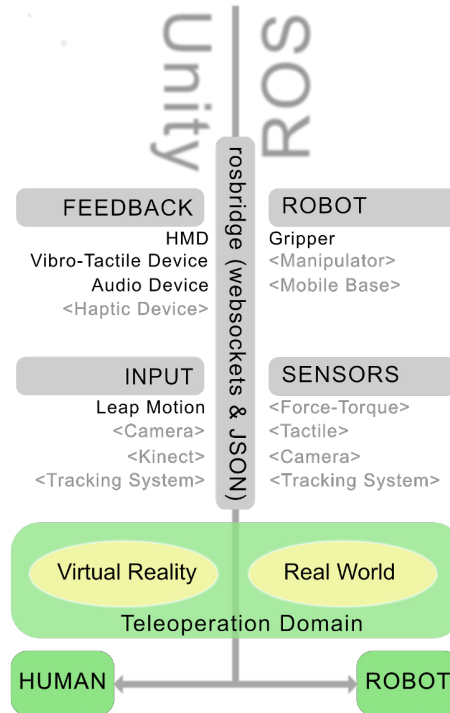 Unity
ROS
rosbridge (websockets & JSON)
FEEDBACK
HMD
Vibro-Tactile Device
Audio Device
<Haptic Device>
ROBOT
Gripper
<Manipulator>
<Mobile Base>
INPUT
Leap Motion
<Camera>
<Kinect>
<Tracking System>
SENSORS
<Force-Torque>
<Tactile>
<Camera>
<Tracking System>
Virtual Reality
Real World
Teleoperation Domain
HUMAN
ROBOT